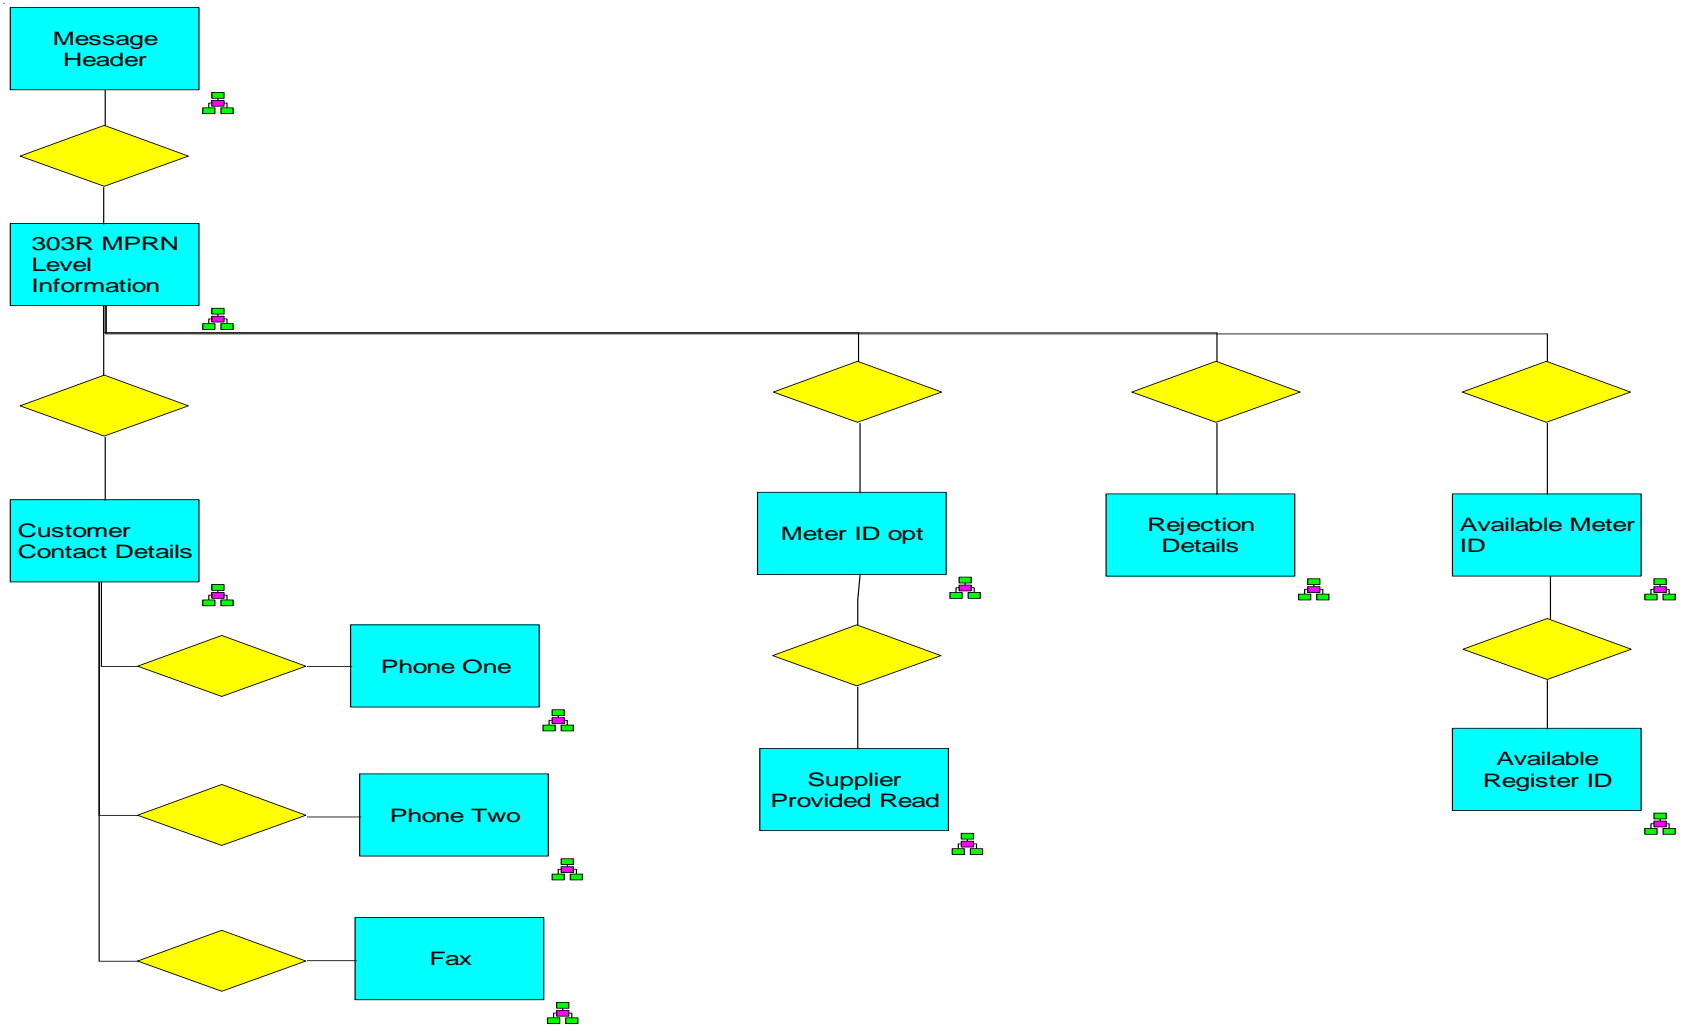 Message
Header
303R MPRN
Level
Information
Customer
Contact Details
Meter ID opt
Rejection
Details
Available Meter
ID
Phone One
Supplier
Provided Read
Available
Register ID
Phone Two
Fax